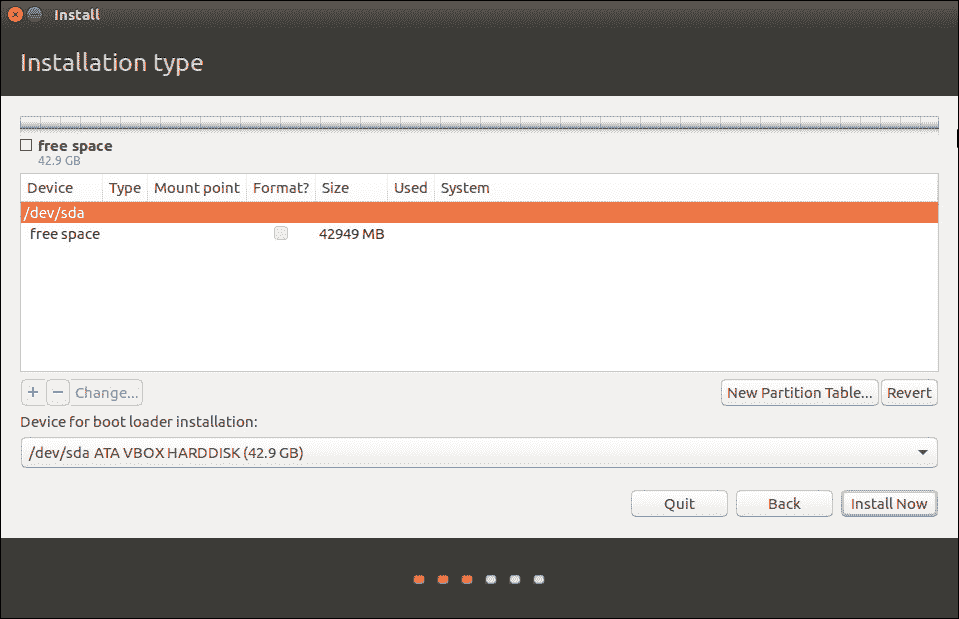 Install
Installation type
free space
42.9 GB
Device Type Mount point Format? Size Used System
/dev/sda
free space 42949 MB
+ − Change... New Partition Table... Revert
Device for boot loader installation:
/dev/sda ATA VBOX HARDDISK (42.9 GB)
Quit Back Install Now